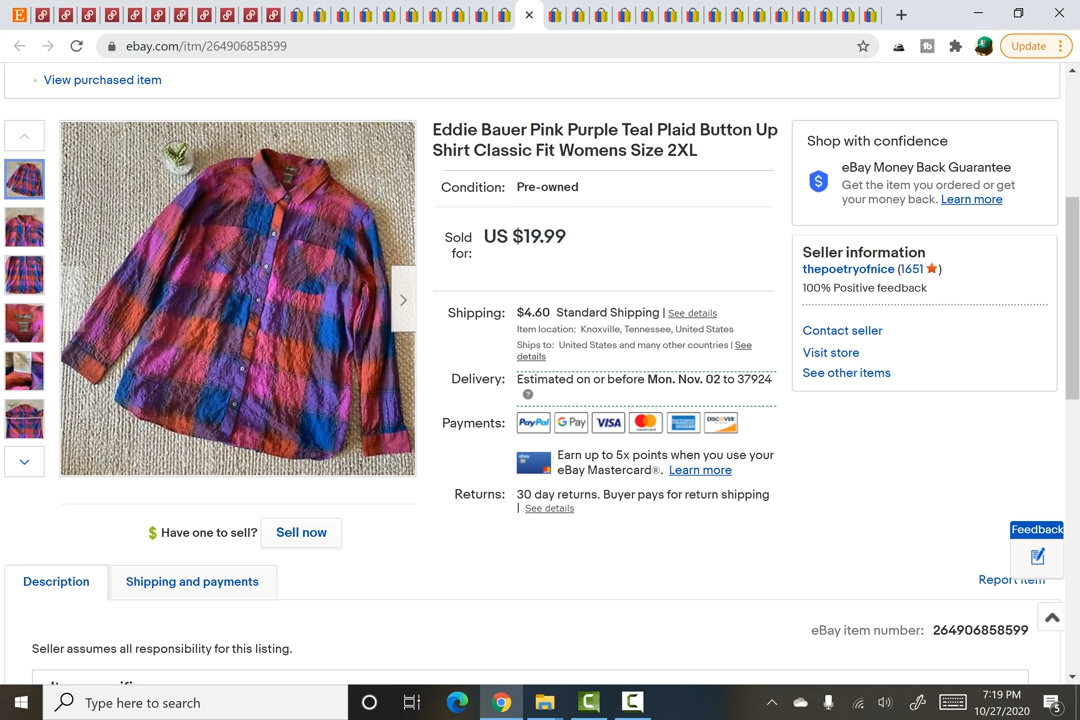 ebay.com/itm/264906858599
Update
View purchased item
Eddie Bauer Pink Purple Teal Plaid Button Up
Shirt Classic Fit Womens Size 2XL
Condition: Pre-owned
Sold for: US $19.99
Shipping: $4.60 Standard Shipping | See details
Item location: Knoxville, Tennessee, United States
Ships to: United States and many other countries | See
details
Delivery: Estimated on or before Mon. Nov. 02 to 37924
Payments: PayPal G Pay VISA DISCOVER
Earn up to 5x points when you use your
eBay Mastercard®. Learn more
Returns: 30 day returns. Buyer pays for return shipping
| See details
Shop with confidence
eBay Money Back Guarantee
Get the item you ordered or get
your money back. Learn more
Seller information
thepoetryofnice (1651)
100% Positive feedback
Contact seller
Visit store
See other items
Have one to sell? Sell now
Feedback
Report item
Description
Shipping and payments
eBay item number: 264906858599
Seller assumes all responsibility for this listing.
Type here to search
7:19 PM
10/27/2020
5